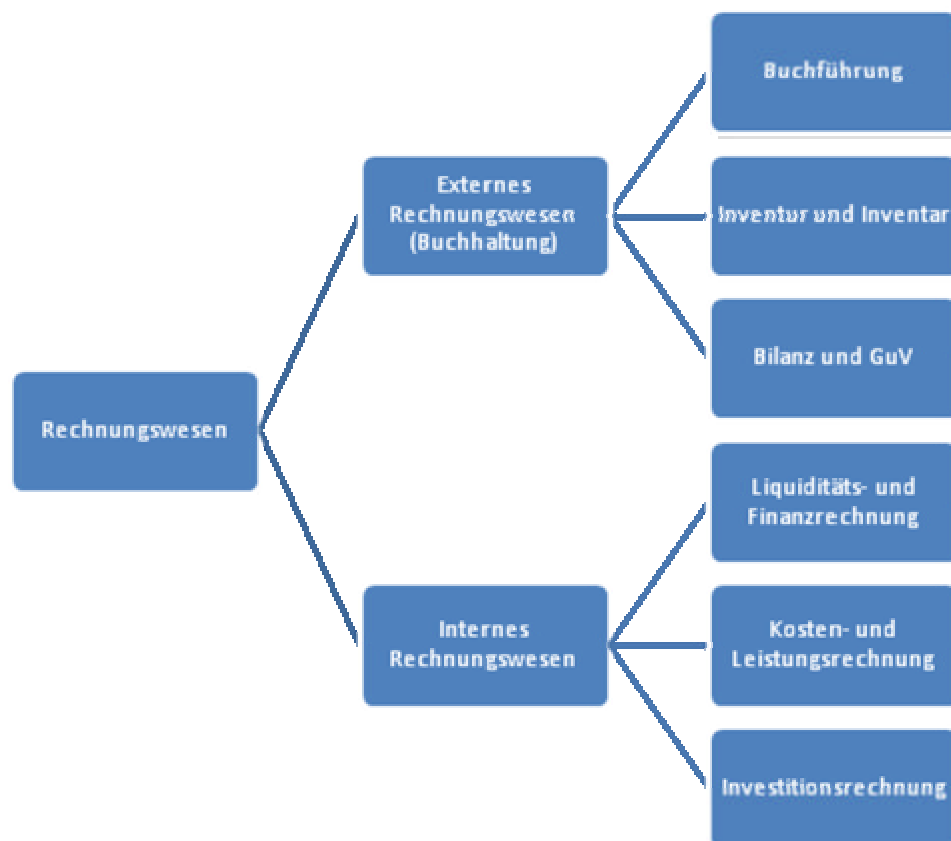 Rechnungswesen
Externes
Rechnungswesen
(Buchhaltung)
Buchführung
Inventur und Inventar
Bilanz und GuV
Internes
Rechnungswesen
Liquiditäts- und
Finanzrechnung
Kosten- und
Leistungsrechnung
Investitionsrechnung